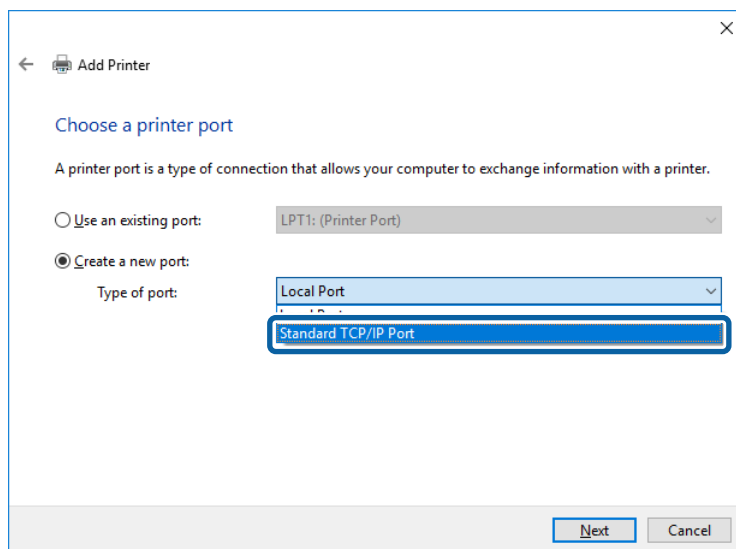 Add Printer
Choose a printer port
A printer port is a type of connection that allows your computer to exchange information with a printer.
Use an existing port: LPT1: (Printer Port)
Create a new port:
Type of port: Local Port
Standard TCP/IP Port
Next Cancel